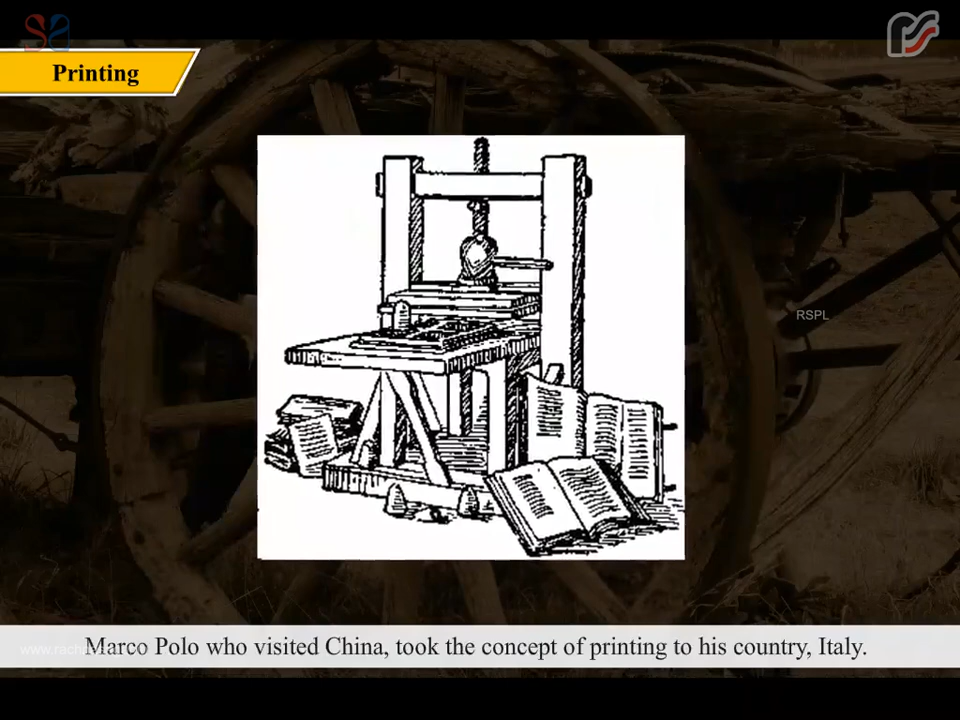 Printing
RSPL
Marco Polo who visited China, took the concept of printing to his country, Italy.